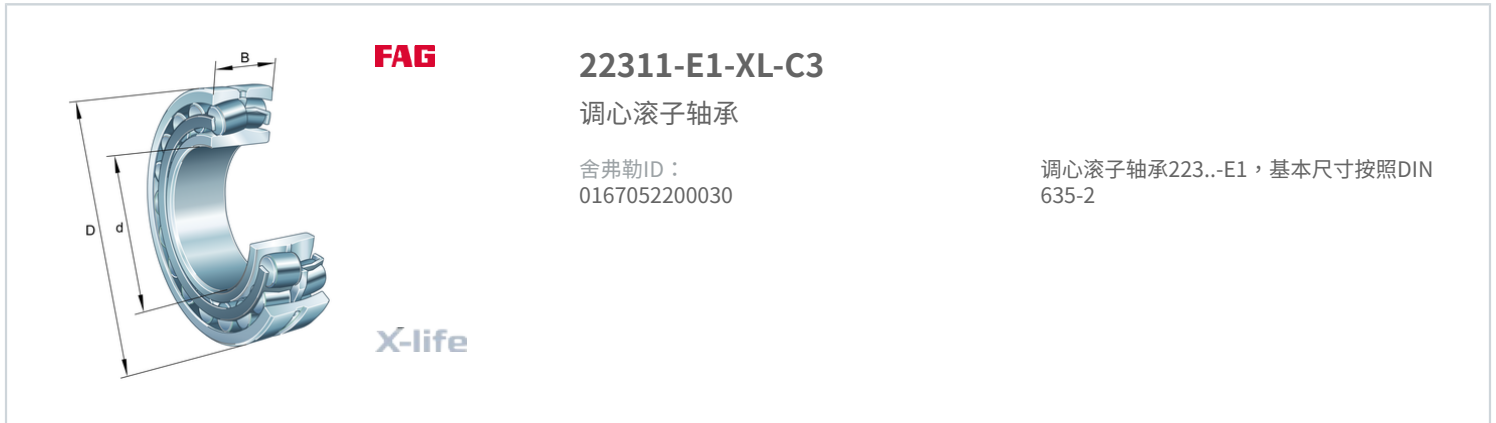 B
D
d
FAG
X-life
22311-E1-XL-C3
调心滚子轴承
舍弗勒ID：
0167052200030
调心滚子轴承223..-E1，基本尺寸按照DIN
635-2